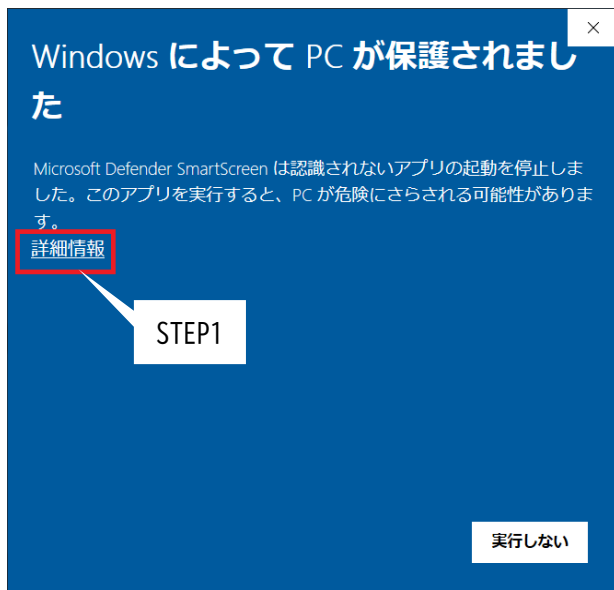 Windows によって PC が保護されまし
た
Microsoft Defender SmartScreen は認識されないアプリの起動を停止しま
した。このアプリを実行すると、PC が危険にさらされる可能性がありま
す。
詳細情報
STEP1
実行しない